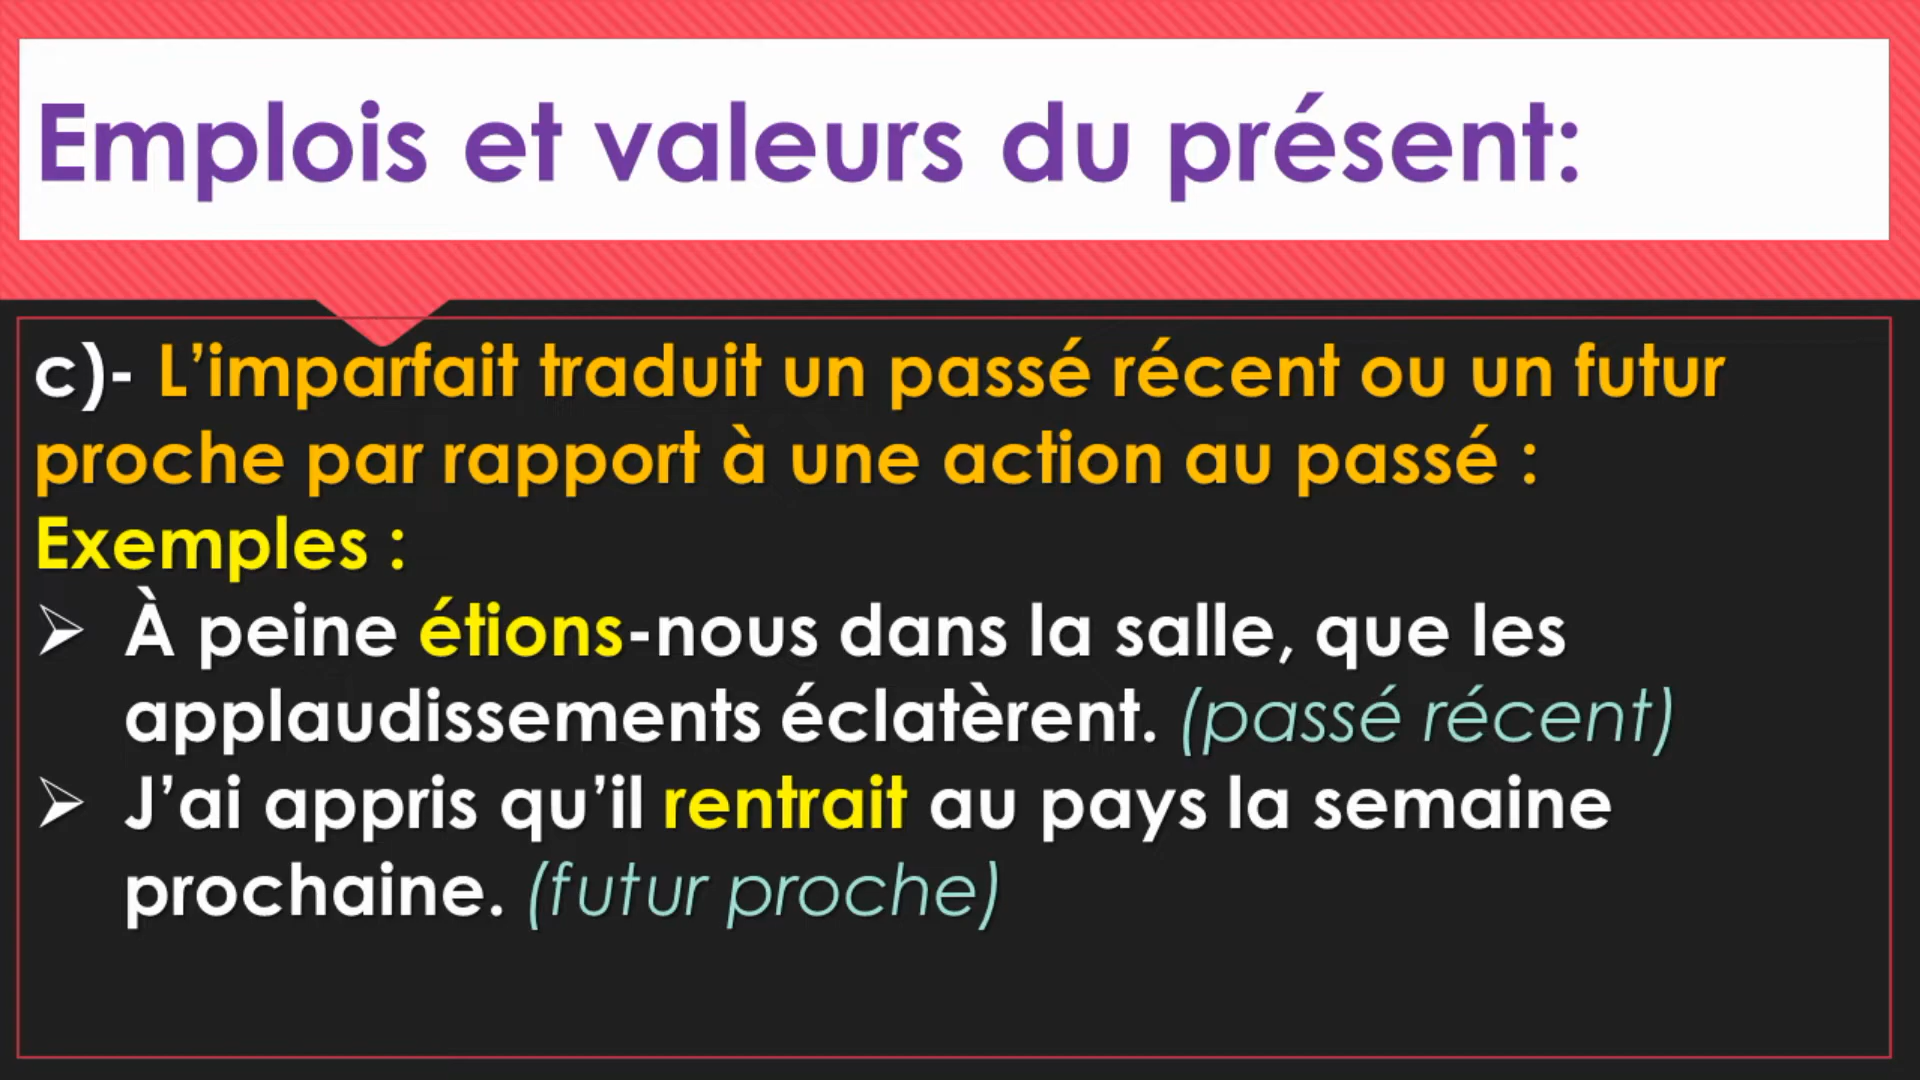 Emplois et valeurs du présent:
c)- L’imparfait traduit un passé récent ou un futur
proche par rapport à une action au passé :
Exemples :
➢ À peine étions-nous dans la salle, que les
applaudissements éclatèrent. (passé récent)
➢ J’ai appris qu’il rentrait au pays la semaine
prochaine. (futur proche)